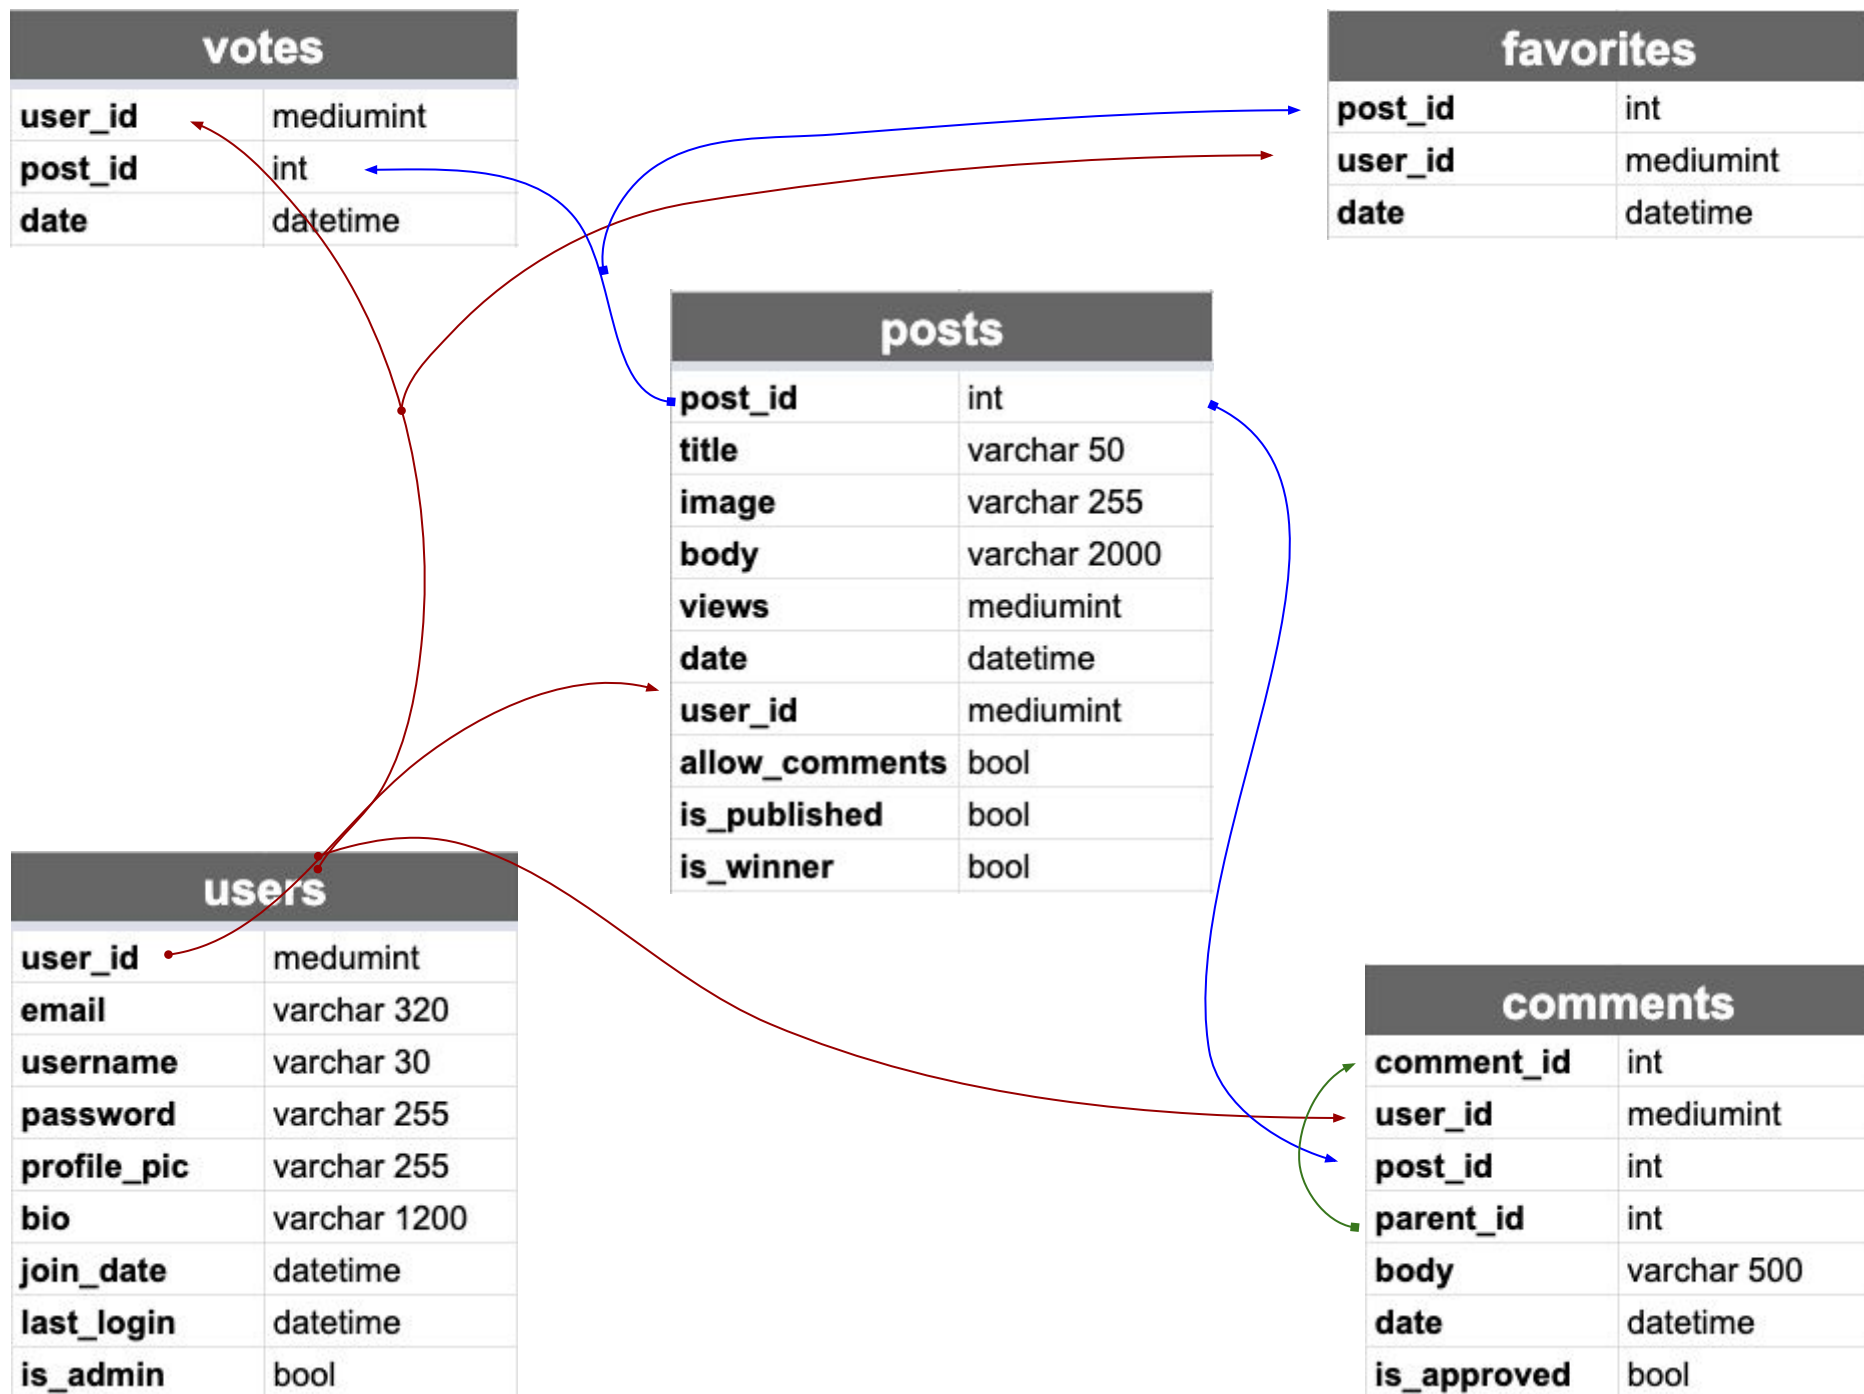 votes
user_id mediumint
post_id int
date datetime
favorites
post_id int
user_id mediumint
date datetime
posts
post_id int
title varchar 50
image varchar 255
body varchar 2000
views mediumint
date datetime
user_id mediumint
allow_comments bool
is_published bool
is_winner bool
users
user_id medumint
email varchar 320
username varchar 30
password varchar 255
profile_pic varchar 255
bio varchar 1200
join_date datetime
last_login datetime
is_admin bool
comments
comment_id int
user_id mediumint
post_id int
parent_id int
body varchar 500
date datetime
is_approved bool